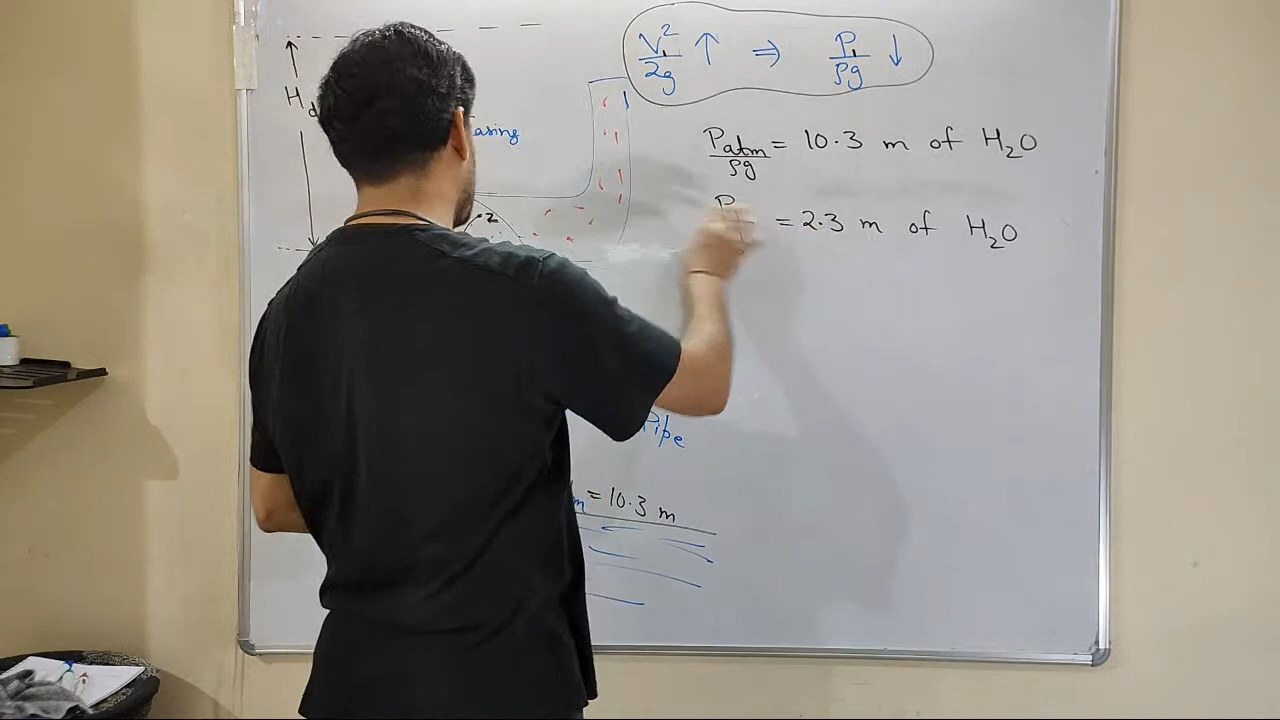 V₁²/2g ↑ ⇒ P₁/ρg ↓
H
asing
Patm/ρg = 10.3 m of H₂O
2
P = 2.3 m of H₂O
Pipe
m = 10.3 m